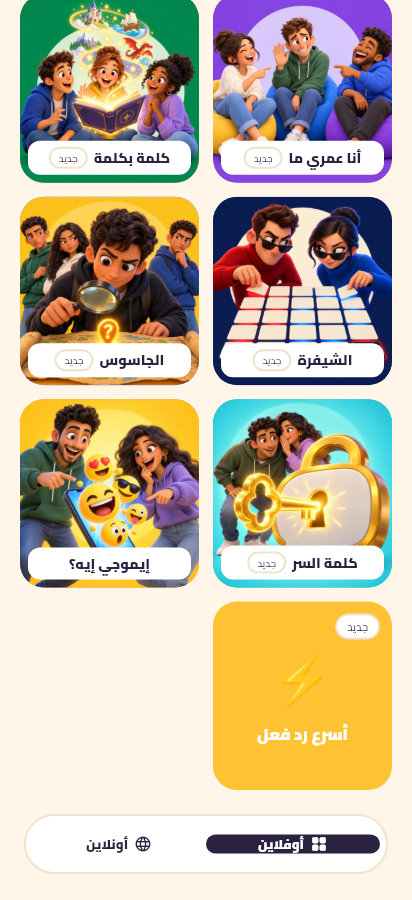 أنا عمري ما جديد
كلمة بكلمة جديد
الشيفرة جديد
الجاسوس جديد
?
كلمة السر جديد
إيموجي إيه؟
جديد
أسرع رد فعل
أوفلاين
أونلاين